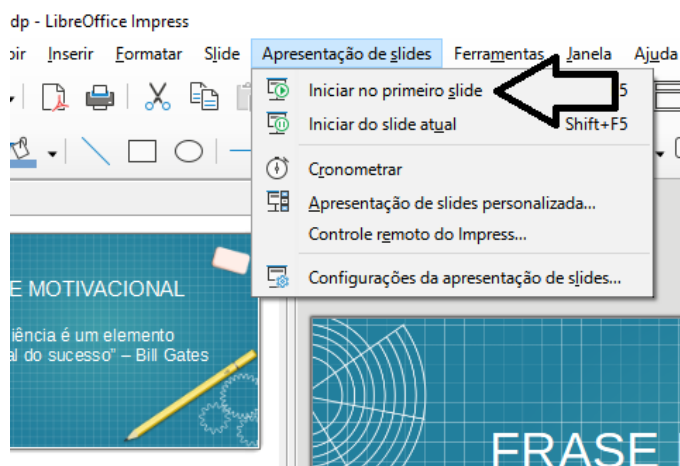 dp - LibreOffice Impress
Inserir Formatar Slide Apresentação de slides Ferramentas Janela Ajuda
Iniciar no primeiro slide
Iniciar do slide atual Shift+F5
Cronometrar
Apresentação de slides personalizada...
Controle remoto do Impress...
Configurações da apresentação de slides...
E MOTIVACIONAL
iência é um elemento
al do sucesso” – Bill Gates
FRASE